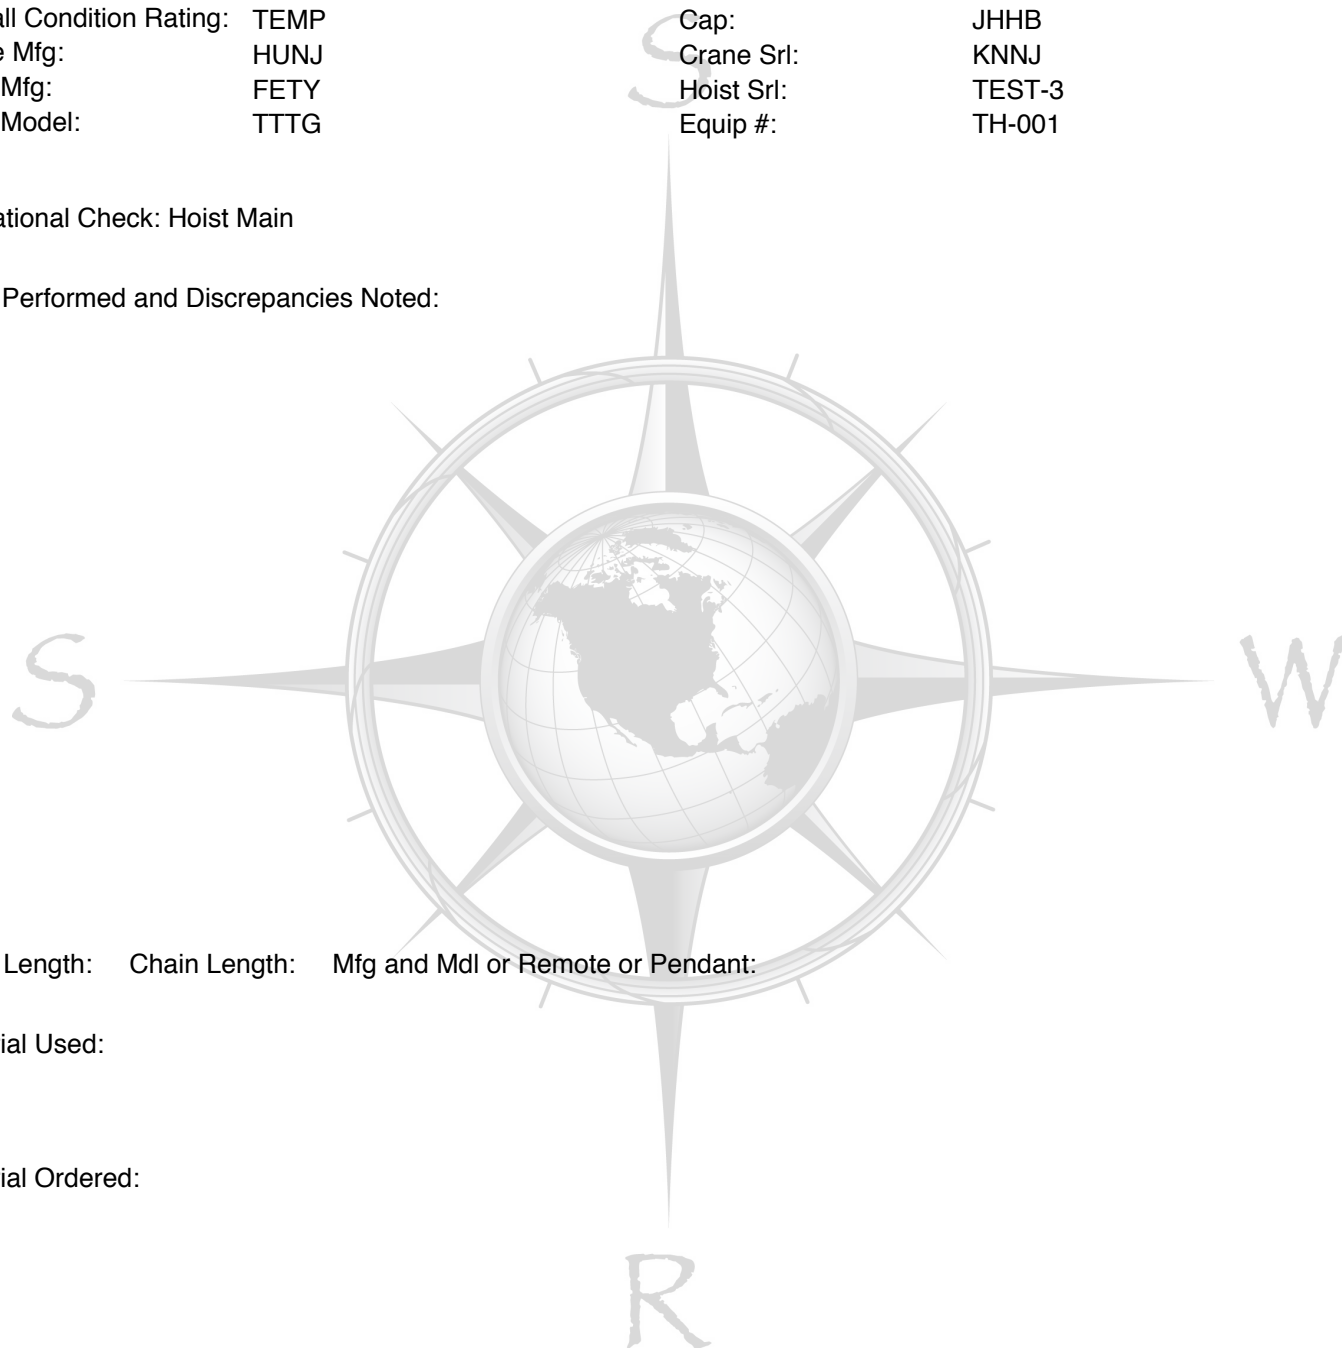 all Condition Rating: TEMP Cap: JHHB
e Mfg: HUNJ Crane Srl: KNNJ
Mfg: FETY Hoist Srl: TEST-3
Model: TTTG Equip #: TH-001
S
ational Check: Hoist Main
Performed and Discrepancies Noted:
S W
Length: Chain Length: Mfg and Mdl or Remote or Pendant:
rial Used:
rial Ordered:
R